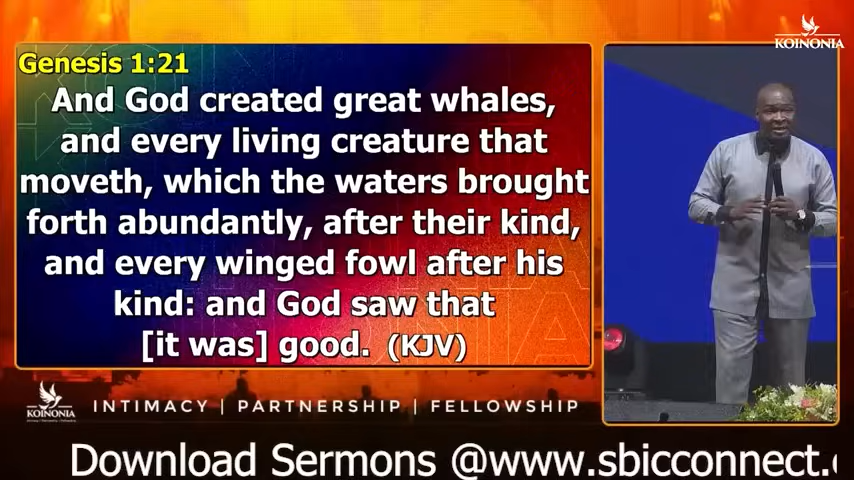 KOINONIA
Genesis 1:21
And God created great whales,
and every living creature that
moveth, which the waters brought
forth abundantly, after their kind,
and every winged fowl after his
kind: and God saw that
[it was] good. (KJV)
KOINONIA
INTIMACY | PARTNERSHIP | FELLOWSHIP
Download Sermons @www.sbicconnect.